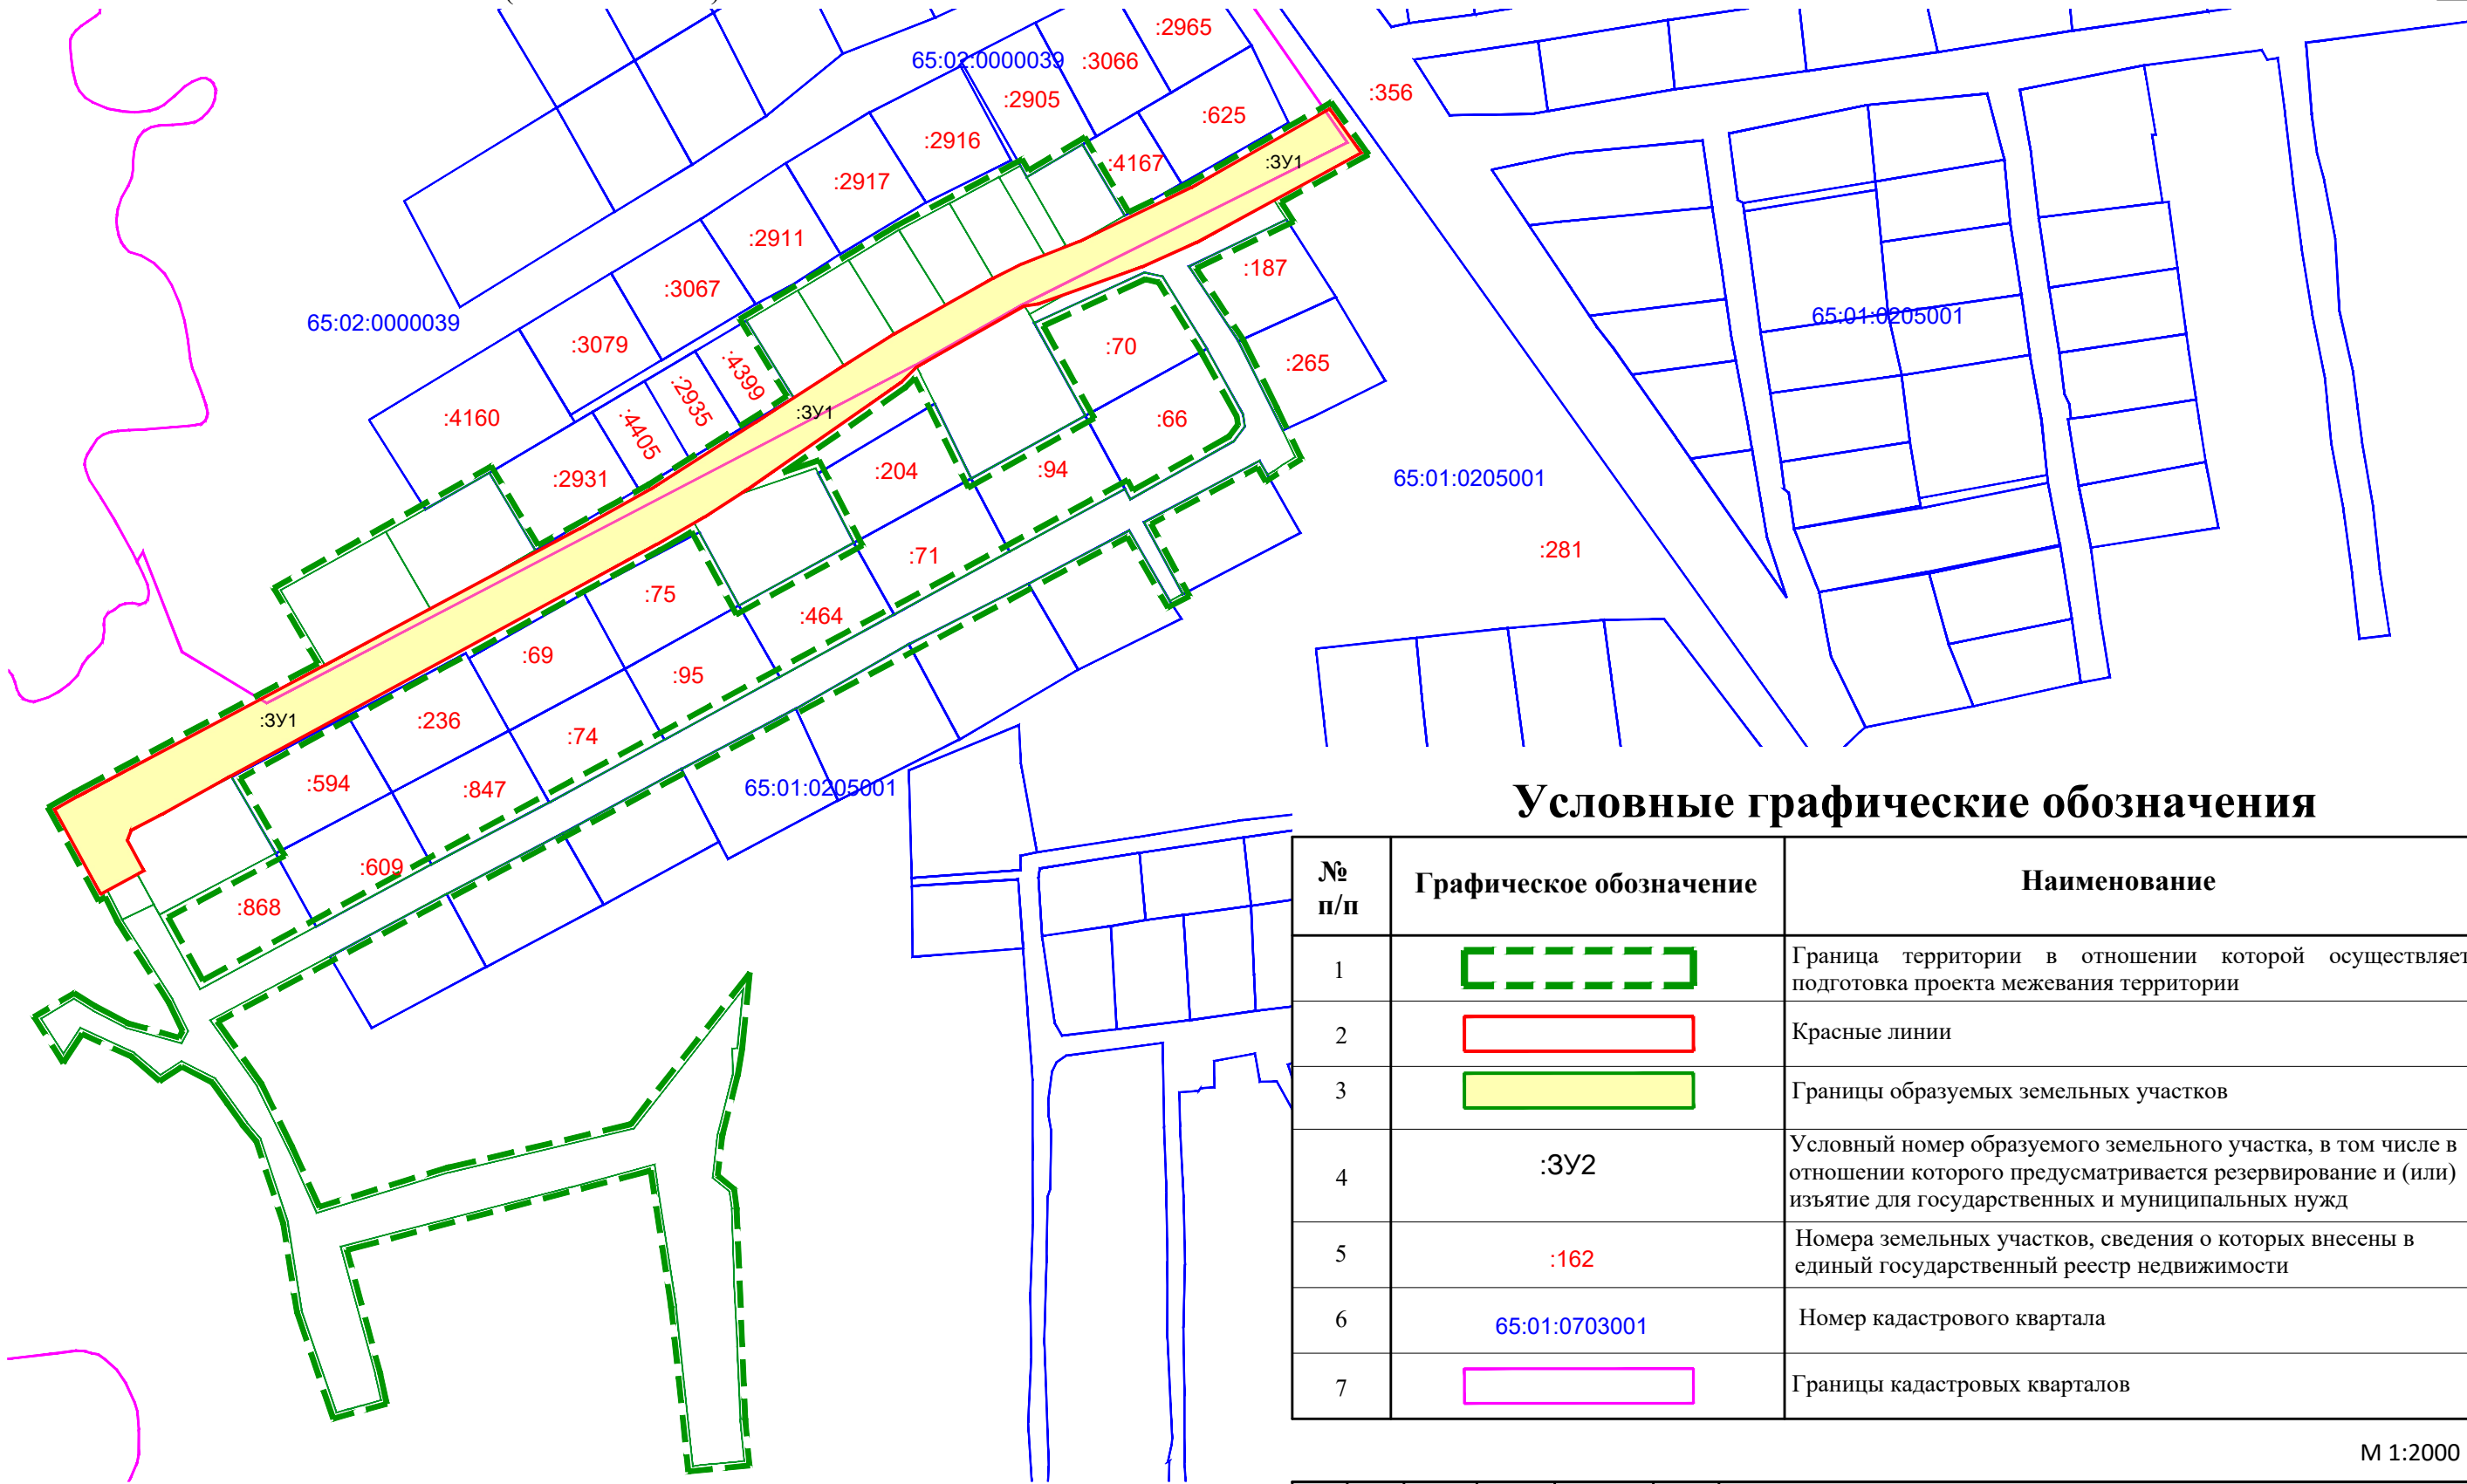 :2965
65:02:0000039
:3066
:356
:2905
:625
:2916
:4167
:3У1
:2917
:2911
:187
:3067
65:02:0000039
65:01:0205001
:3079
:70
:265
:4399
:2935
:3У1
:4160
:4405
:66
:2931
:204
:94
65:01:0205001
:71
:281
:75
:464
:69
:95
:3У1
:236
:74
:594
:847
65:01:0205001
:609
:868
Условные графические обозначения
№
п/п
Графическое обозначение
Наименование
1
Граница территории в отношении которой осуществляет
подготовка проекта межевания территории
2
Красные линии
3
Границы образуемых земельных участков
4
:3У2
Условный номер образуемого земельного участка, в том числе в
отношении которого предусматривается резервирование и (или)
изъятие для государственных и муниципальных нужд
5
:162
Номера земельных участков, сведения о которых внесены в
единый государственный реестр недвижимости
6
65:01:0703001
Номер кадастрового квартала
7
Границы кадастровых кварталов
М 1:2000